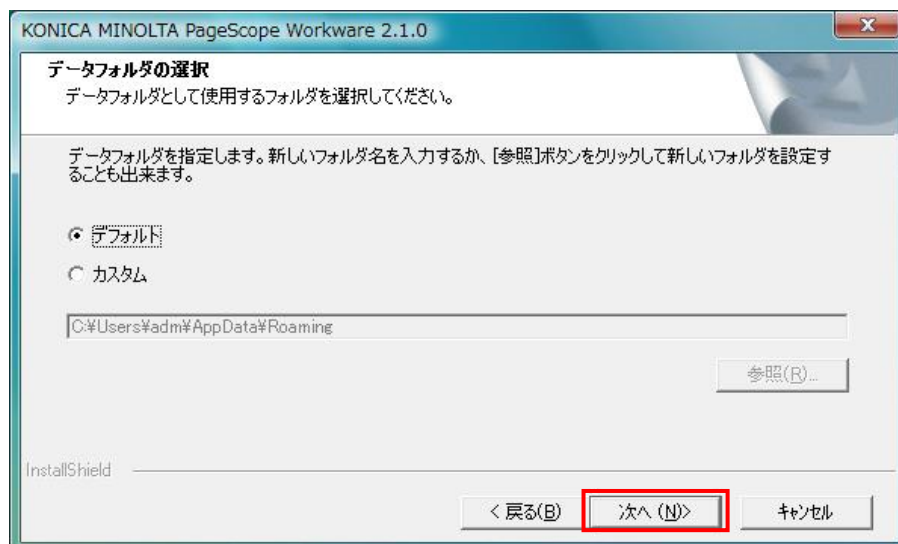 KONICA MINOLTA PageScope Workware 2.1.0
データフォルダの選択
データフォルダとして使用するフォルダを選択してください。
データフォルダを指定します。新しいフォルダ名を入力するか、[参照]ボタンをクリックして新しいフォルダを設定す
ることも出来ます。
デフォルト
カスタム
C:¥Users¥adm¥AppData¥Roaming
参照(R)...
InstallShield
< 戻る(B) 次へ (N)> キャンセル